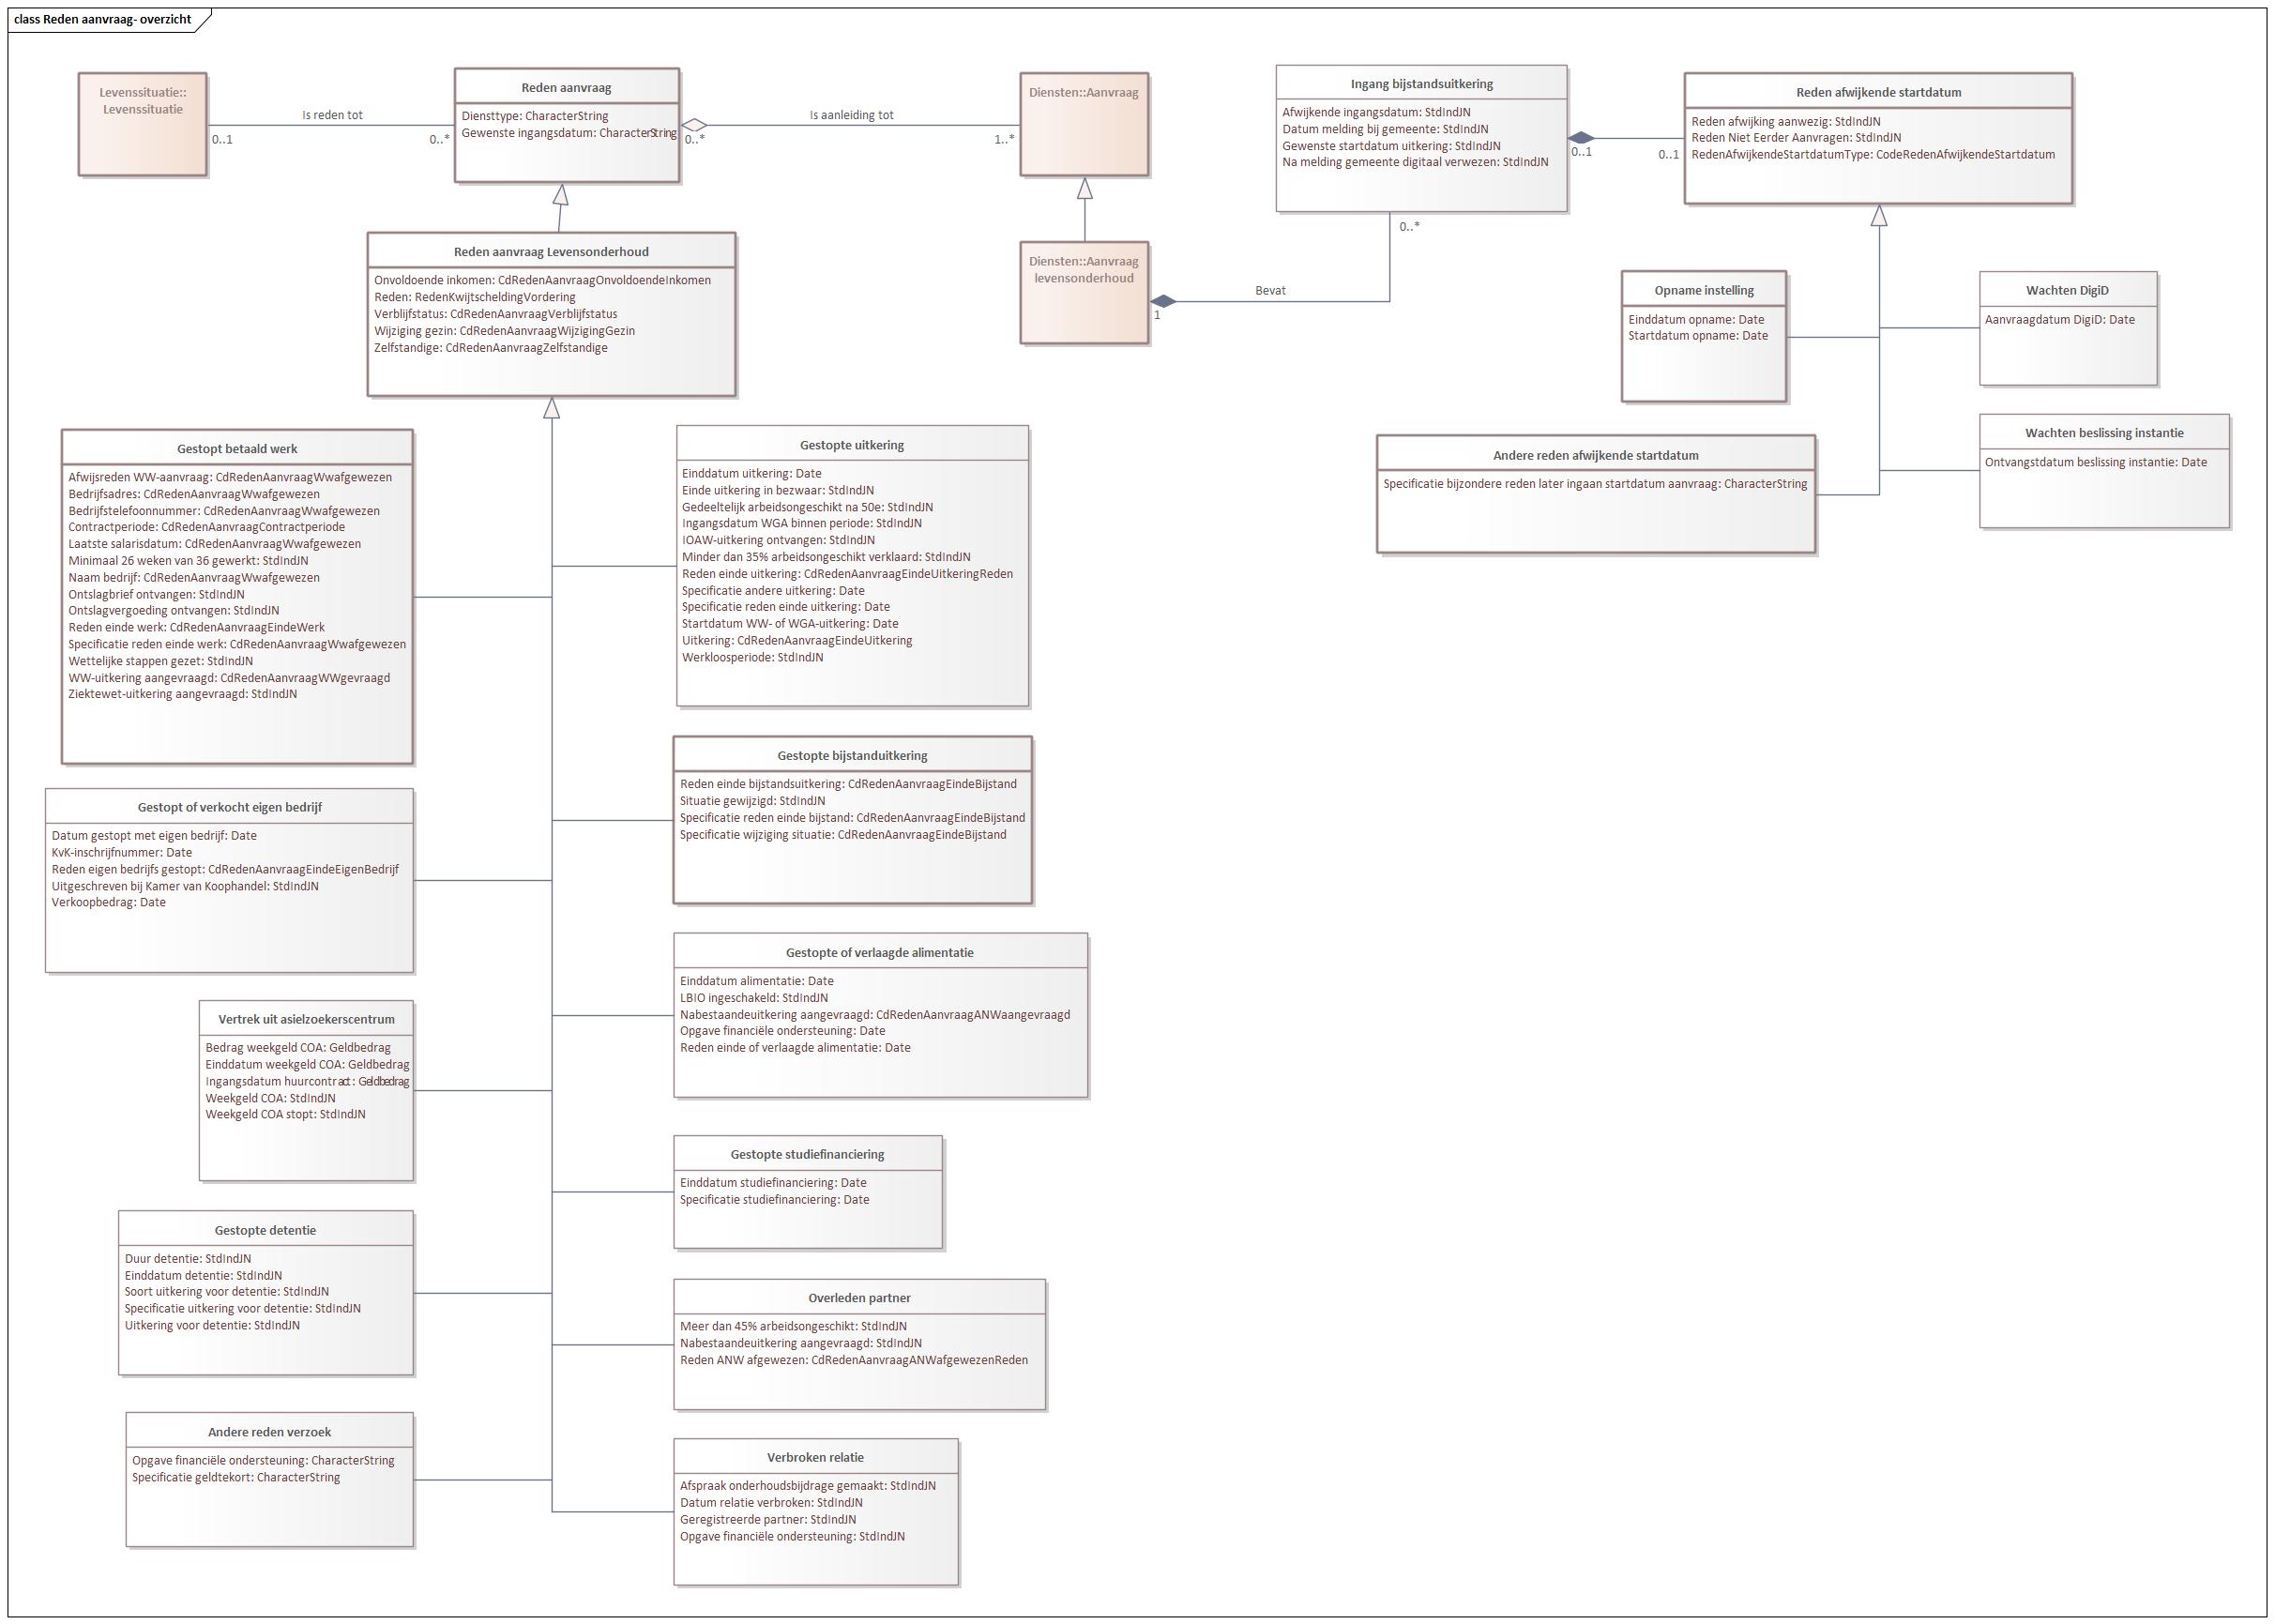 class Reden aanvraag- overzicht
Levenssituatie::
Levenssituatie
0..1
Is reden tot
0..*
Reden aanvraag
Diensttype: CharacterString
Gewenste ingangsdatum: CharacterString
0..*
Is aanleiding tot
1..*
Diensten::Aanvraag
Ingang bijstandsuitkering
Afwijkende ingangsdatum: StdIndJN
Datum melding bij gemeente: StdIndJN
Gewenste startdatum uitkering: StdIndJN
Na melding gemeente digitaal verwezen: StdIndJN
0..1
0..1
Reden afwijkende startdatum
Reden afwijking aanwezig: StdIndJN
Reden Niet Eerder Aanvragen: StdIndJN
RedenAfwijkendeStartdatumType: CodeRedenAfwijkendeStartdatum
0..*
Reden aanvraag Levensonderhoud
Onvoldoende inkomen: CdRedenAanvraagOnvoldoendeInkomen
Reden: RedenKwijtscheldingVordering
Verblijfstatus: CdRedenAanvraagVerblijfstatus
Wijziging gezin: CdRedenAanvraagWijzigingGezin
Zelfstandige: CdRedenAanvraagZelfstandige
Diensten::Aanvraag
levensonderhoud
1
Bevat
Opname instelling
Einddatum opname: Date
Startdatum opname: Date
Wachten DigiD
Aanvraagdatum DigiD: Date
Andere reden afwijkende startdatum
Specificatie bijzondere reden later ingaan startdatum aanvraag: CharacterString
Wachten beslissing instantie
Ontvangstdatum beslissing instantie: Date
Gestopt betaald werk
Afwijsreden WW-aanvraag: CdRedenAanvraagWwafgewezen
Bedrijfsadres: CdRedenAanvraagWwafgewezen
Bedrijfstelefoonnummer: CdRedenAanvraagWwafgewezen
Contractperiode: CdRedenAanvraagContractperiode
Laatste salarisdatum: CdRedenAanvraagWwafgewezen
Minimaal 26 weken van 36 gewerkt: StdIndJN
Naam bedrijf: CdRedenAanvraagWwafgewezen
Ontslagbrief ontvangen: StdIndJN
Ontslagvergoeding ontvangen: StdIndJN
Reden einde werk: CdRedenAanvraagEindeWerk
Specificatie reden einde werk: CdRedenAanvraagWwafgewezen
Wettelijke stappen gezet: StdIndJN
WW-uitkering aangevraagd: CdRedenAanvraagWWgevraagd
Ziektewet-uitkering aangevraagd: StdIndJN
Gestopte uitkering
Einddatum uitkering: Date
Einde uitkering in bezwaar: StdIndJN
Gedeeltelijk arbeidsongeschikt na 50e: StdIndJN
Ingangsdatum WGA binnen periode: StdIndJN
IOAW-uitkering ontvangen: StdIndJN
Minder dan 35% arbeidsongeschikt verklaard: StdIndJN
Reden einde uitkering: CdRedenAanvraagEindeUitkeringReden
Specificatie andere uitkering: Date
Specificatie reden einde uitkering: Date
Startdatum WW- of WGA-uitkering: Date
Uitkering: CdRedenAanvraagEindeUitkering
Werkloosperiode: StdIndJN
Gestopte bijstanduitkering
Reden einde bijstandsuitkering: CdRedenAanvraagEindeBijstand
Situatie gewijzigd: StdIndJN
Specificatie reden einde bijstand: CdRedenAanvraagEindeBijstand
Specificatie wijziging situatie: CdRedenAanvraagEindeBijstand
Gestopt of verkocht eigen bedrijf
Datum gestopt met eigen bedrijf: Date
KvK-inschrijfnummer: Date
Reden eigen bedrijfs gestopt: CdRedenAanvraagEindeEigenBedrijf
Uitgeschreven bij Kamer van Koophandel: StdIndJN
Verkoopbedrag: Date
Gestopte of verlaagde alimentatie
Einddatum alimentatie: Date
LBIO ingeschakeld: StdIndJN
Nabestaandeuitkering aangevraagd: CdRedenAanvraagANWaangevraagd
Opgave financiële ondersteuning: Date
Reden einde of verlaagde alimentatie: Date
Vertrek uit asielzoekerscentrum
Bedrag weekgeld COA: Geldbedrag
Einddatum weekgeld COA: Geldbedrag
Ingangsdatum huurcontract: Geldbedrag
Weekgeld COA: StdIndJN
Weekgeld COA stopt: StdIndJN
Gestopte studiefinanciering
Einddatum studiefinanciering: Date
Specificatie studiefinanciering: Date
Gestopte detentie
Duur detentie: StdIndJN
Einddatum detentie: StdIndJN
Soort uitkering voor detentie: StdIndJN
Specificatie uitkering voor detentie: StdIndJN
Uitkering voor detentie: StdIndJN
Overleden partner
Meer dan 45% arbeidsongeschikt: StdIndJN
Nabestaandeuitkering aangevraagd: StdIndJN
Reden ANW afgewezen: CdRedenAanvraagANWafgewezenReden
Andere reden verzoek
Opgave financiële ondersteuning: CharacterString
Specificatie geldtekort: CharacterString
Verbroken relatie
Afspraak onderhoudsbijdrage gemaakt: StdIndJN
Datum relatie verbroken: StdIndJN
Geregistreerde partner: StdIndJN
Opgave financiële ondersteuning: StdIndJN